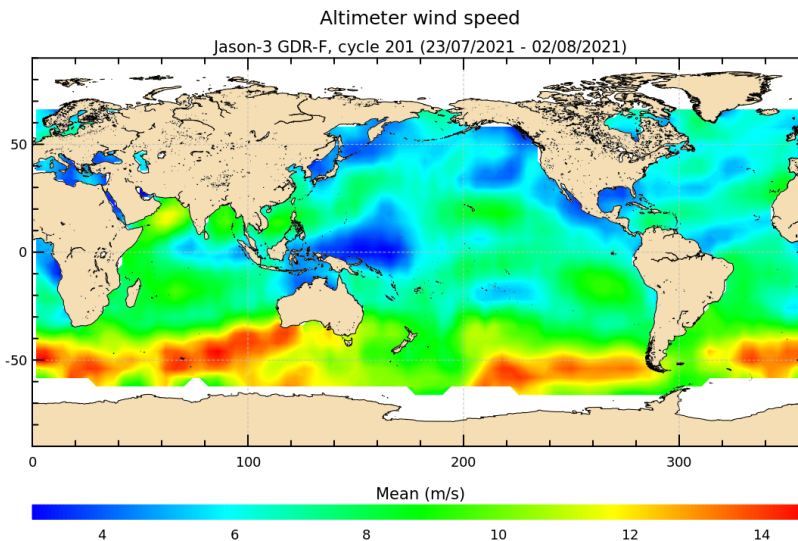 Altimeter wind speed
Jason-3 GDR-F, cycle 201 (23/07/2021 - 02/08/2021)
50
0
-50
0 100 200 300
Mean (m/s)
4 6 8 10 12 14